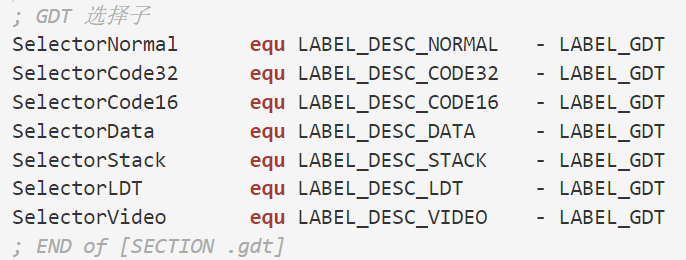 ; GDT 选择子
SelectorNormal equ LABEL_DESC_NORMAL - LABEL_GDT
SelectorCode32 equ LABEL_DESC_CODE32 - LABEL_GDT
SelectorCode16 equ LABEL_DESC_CODE16 - LABEL_GDT
SelectorData equ LABEL_DESC_DATA - LABEL_GDT
SelectorStack equ LABEL_DESC_STACK - LABEL_GDT
SelectorLDT equ LABEL_DESC_LDT - LABEL_GDT
SelectorVideo equ LABEL_DESC_VIDEO - LABEL_GDT
; END of [SECTION .gdt]